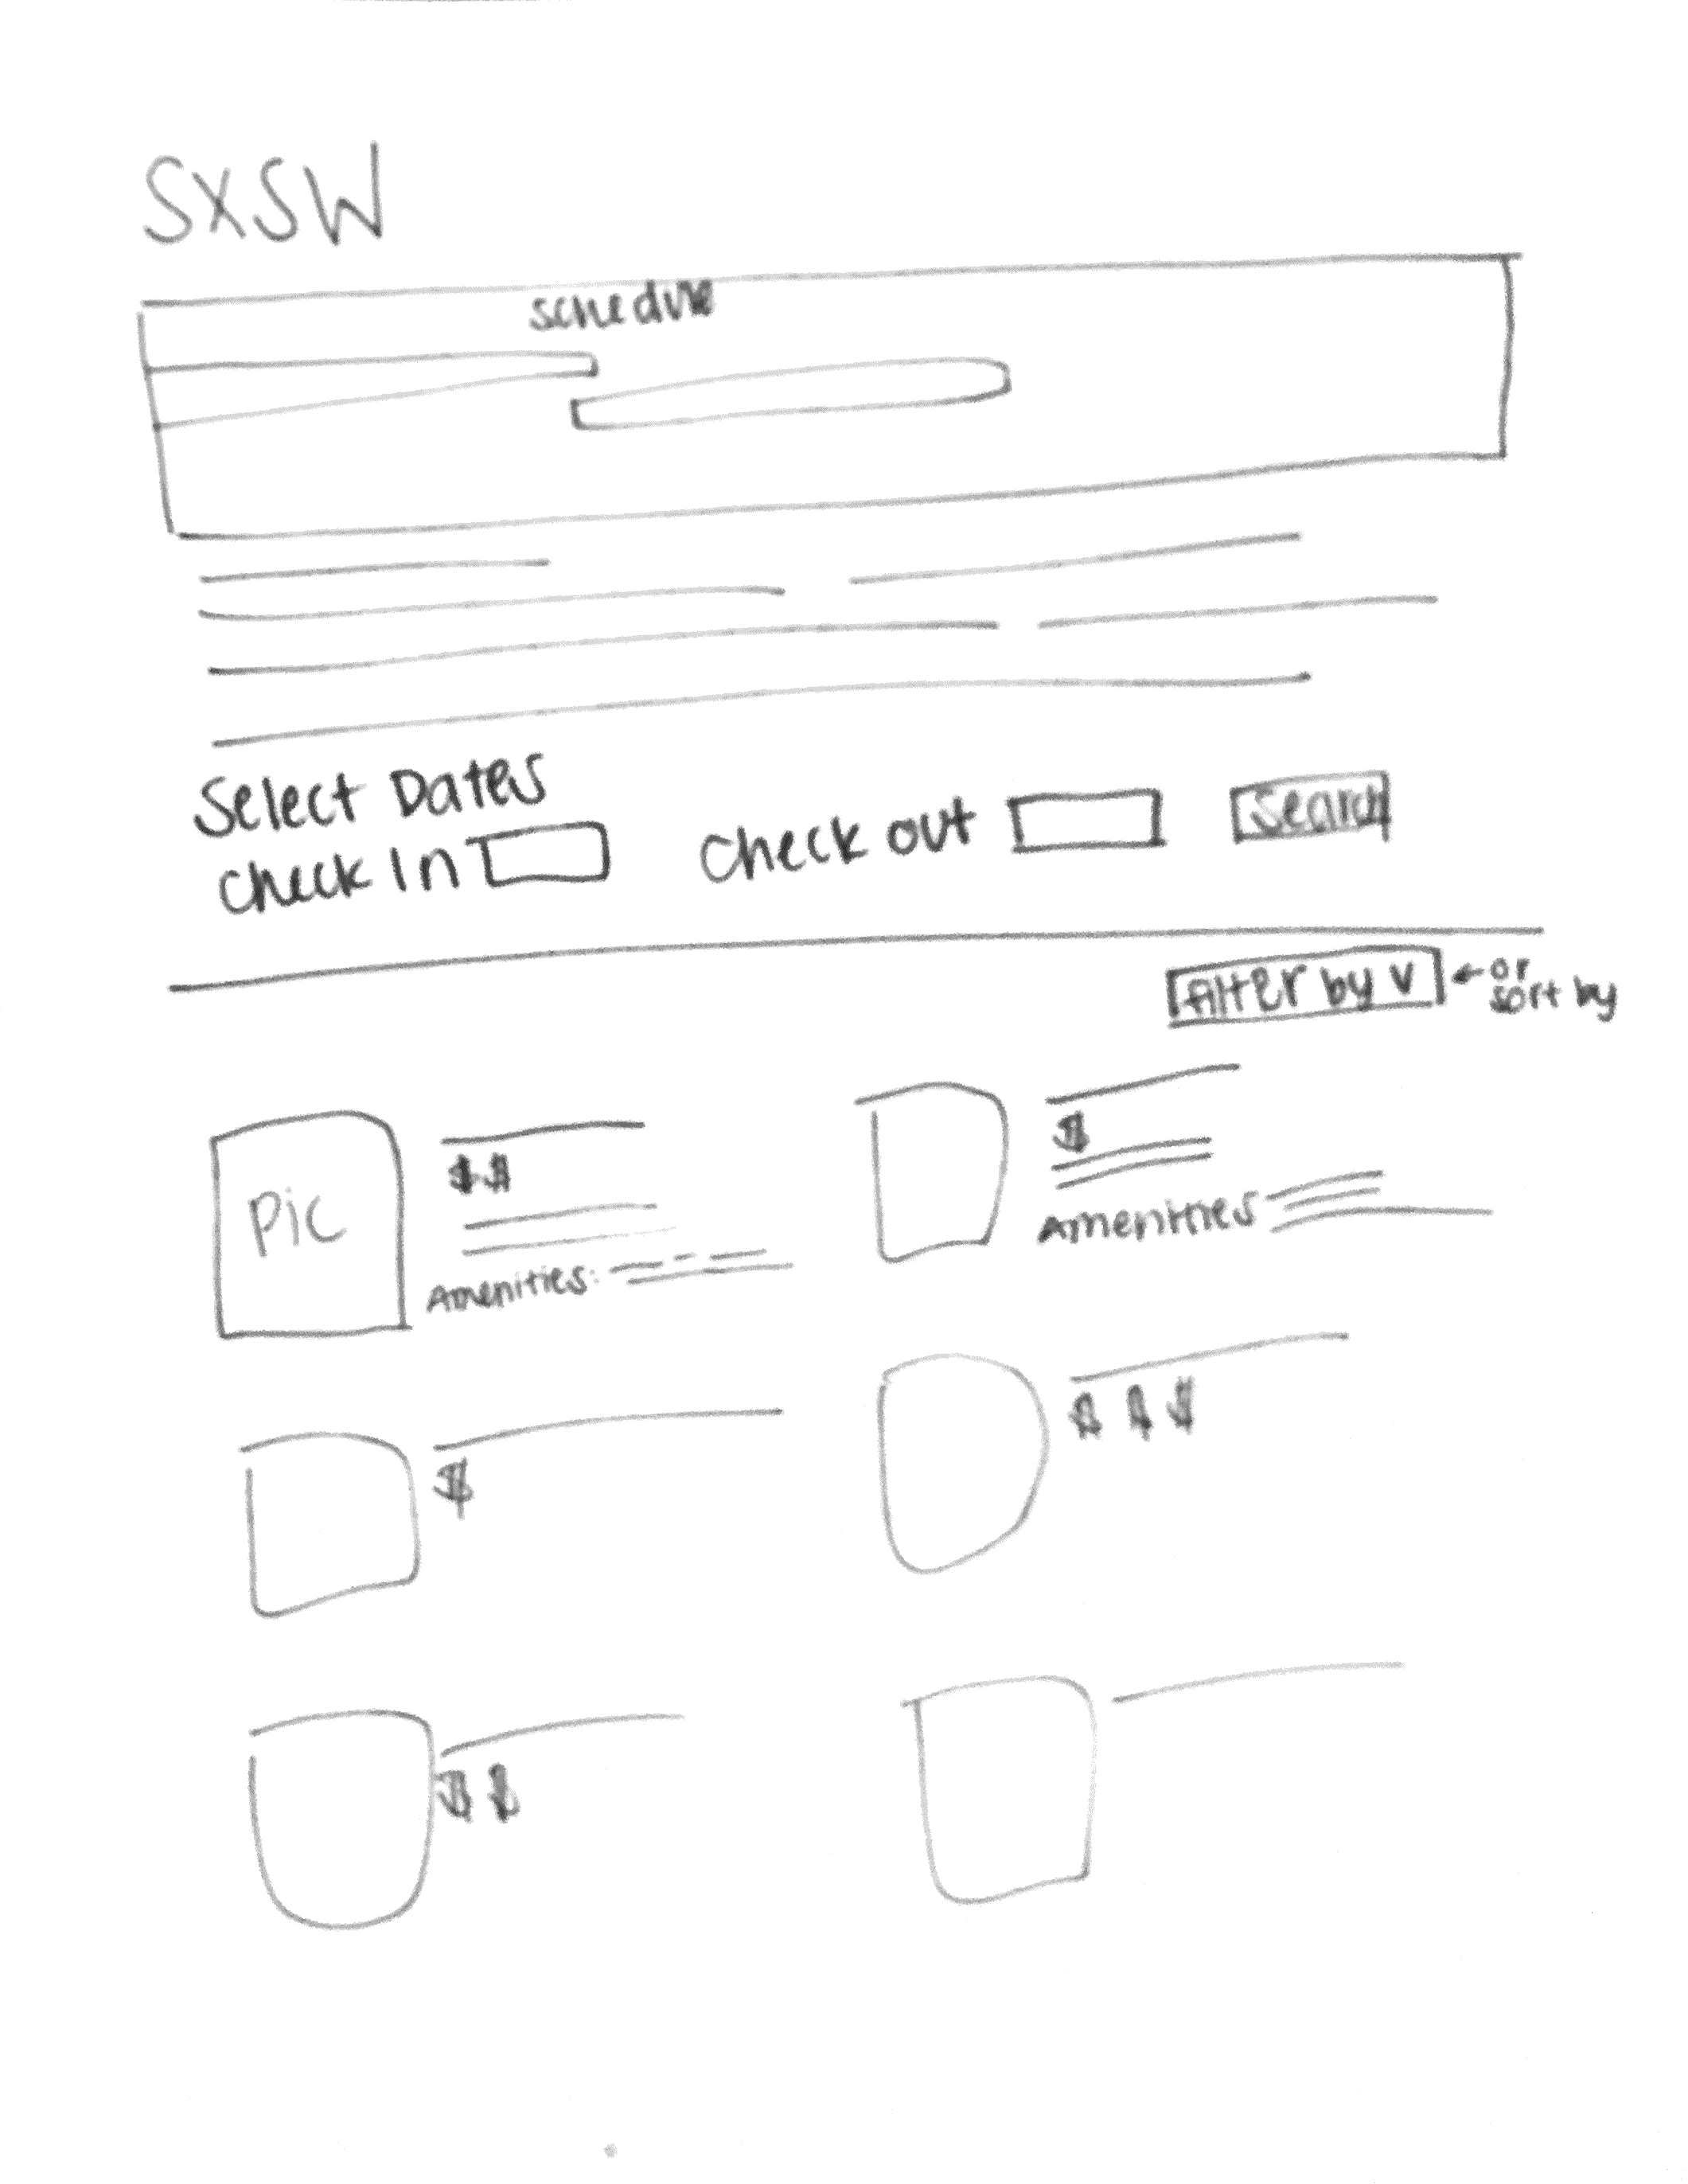 SXSW
schedule
Select Dates
Check In
Check out
Search
filter by v
← or
sort by
Pic
$$
Amenities:
$
Amenities
$
$ $ $
$ $